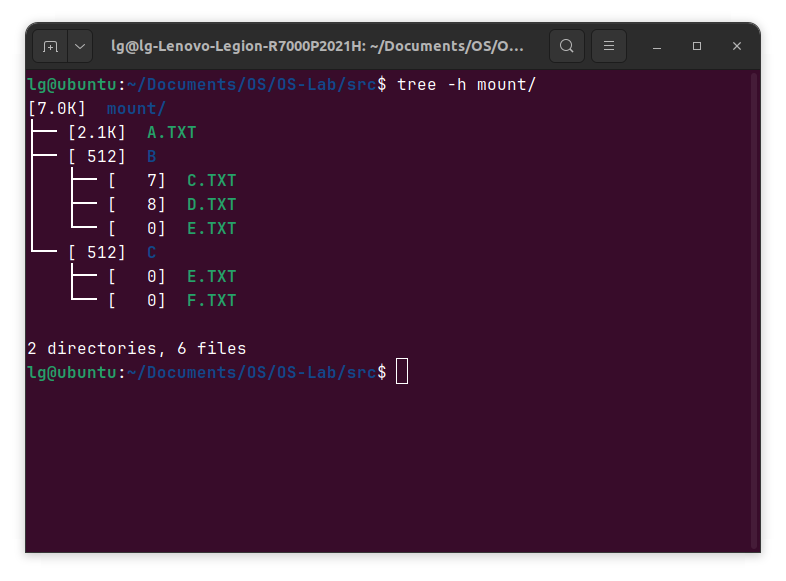 lg@lg-Lenovo-Legion-R7000P2021H: ~/Documents/OS/O...
lg@ubuntu:~/Documents/OS/OS-Lab/src$ tree -h mount/
[7.0K]  mount/
├── [2.1K]  A.TXT
├── [ 512]  B
│   ├── [   7]  C.TXT
│   ├── [   8]  D.TXT
│   └── [   0]  E.TXT
└── [ 512]  C
    ├── [   0]  E.TXT
    └── [   0]  F.TXT
2 directories, 6 files
lg@ubuntu:~/Documents/OS/OS-Lab/src$